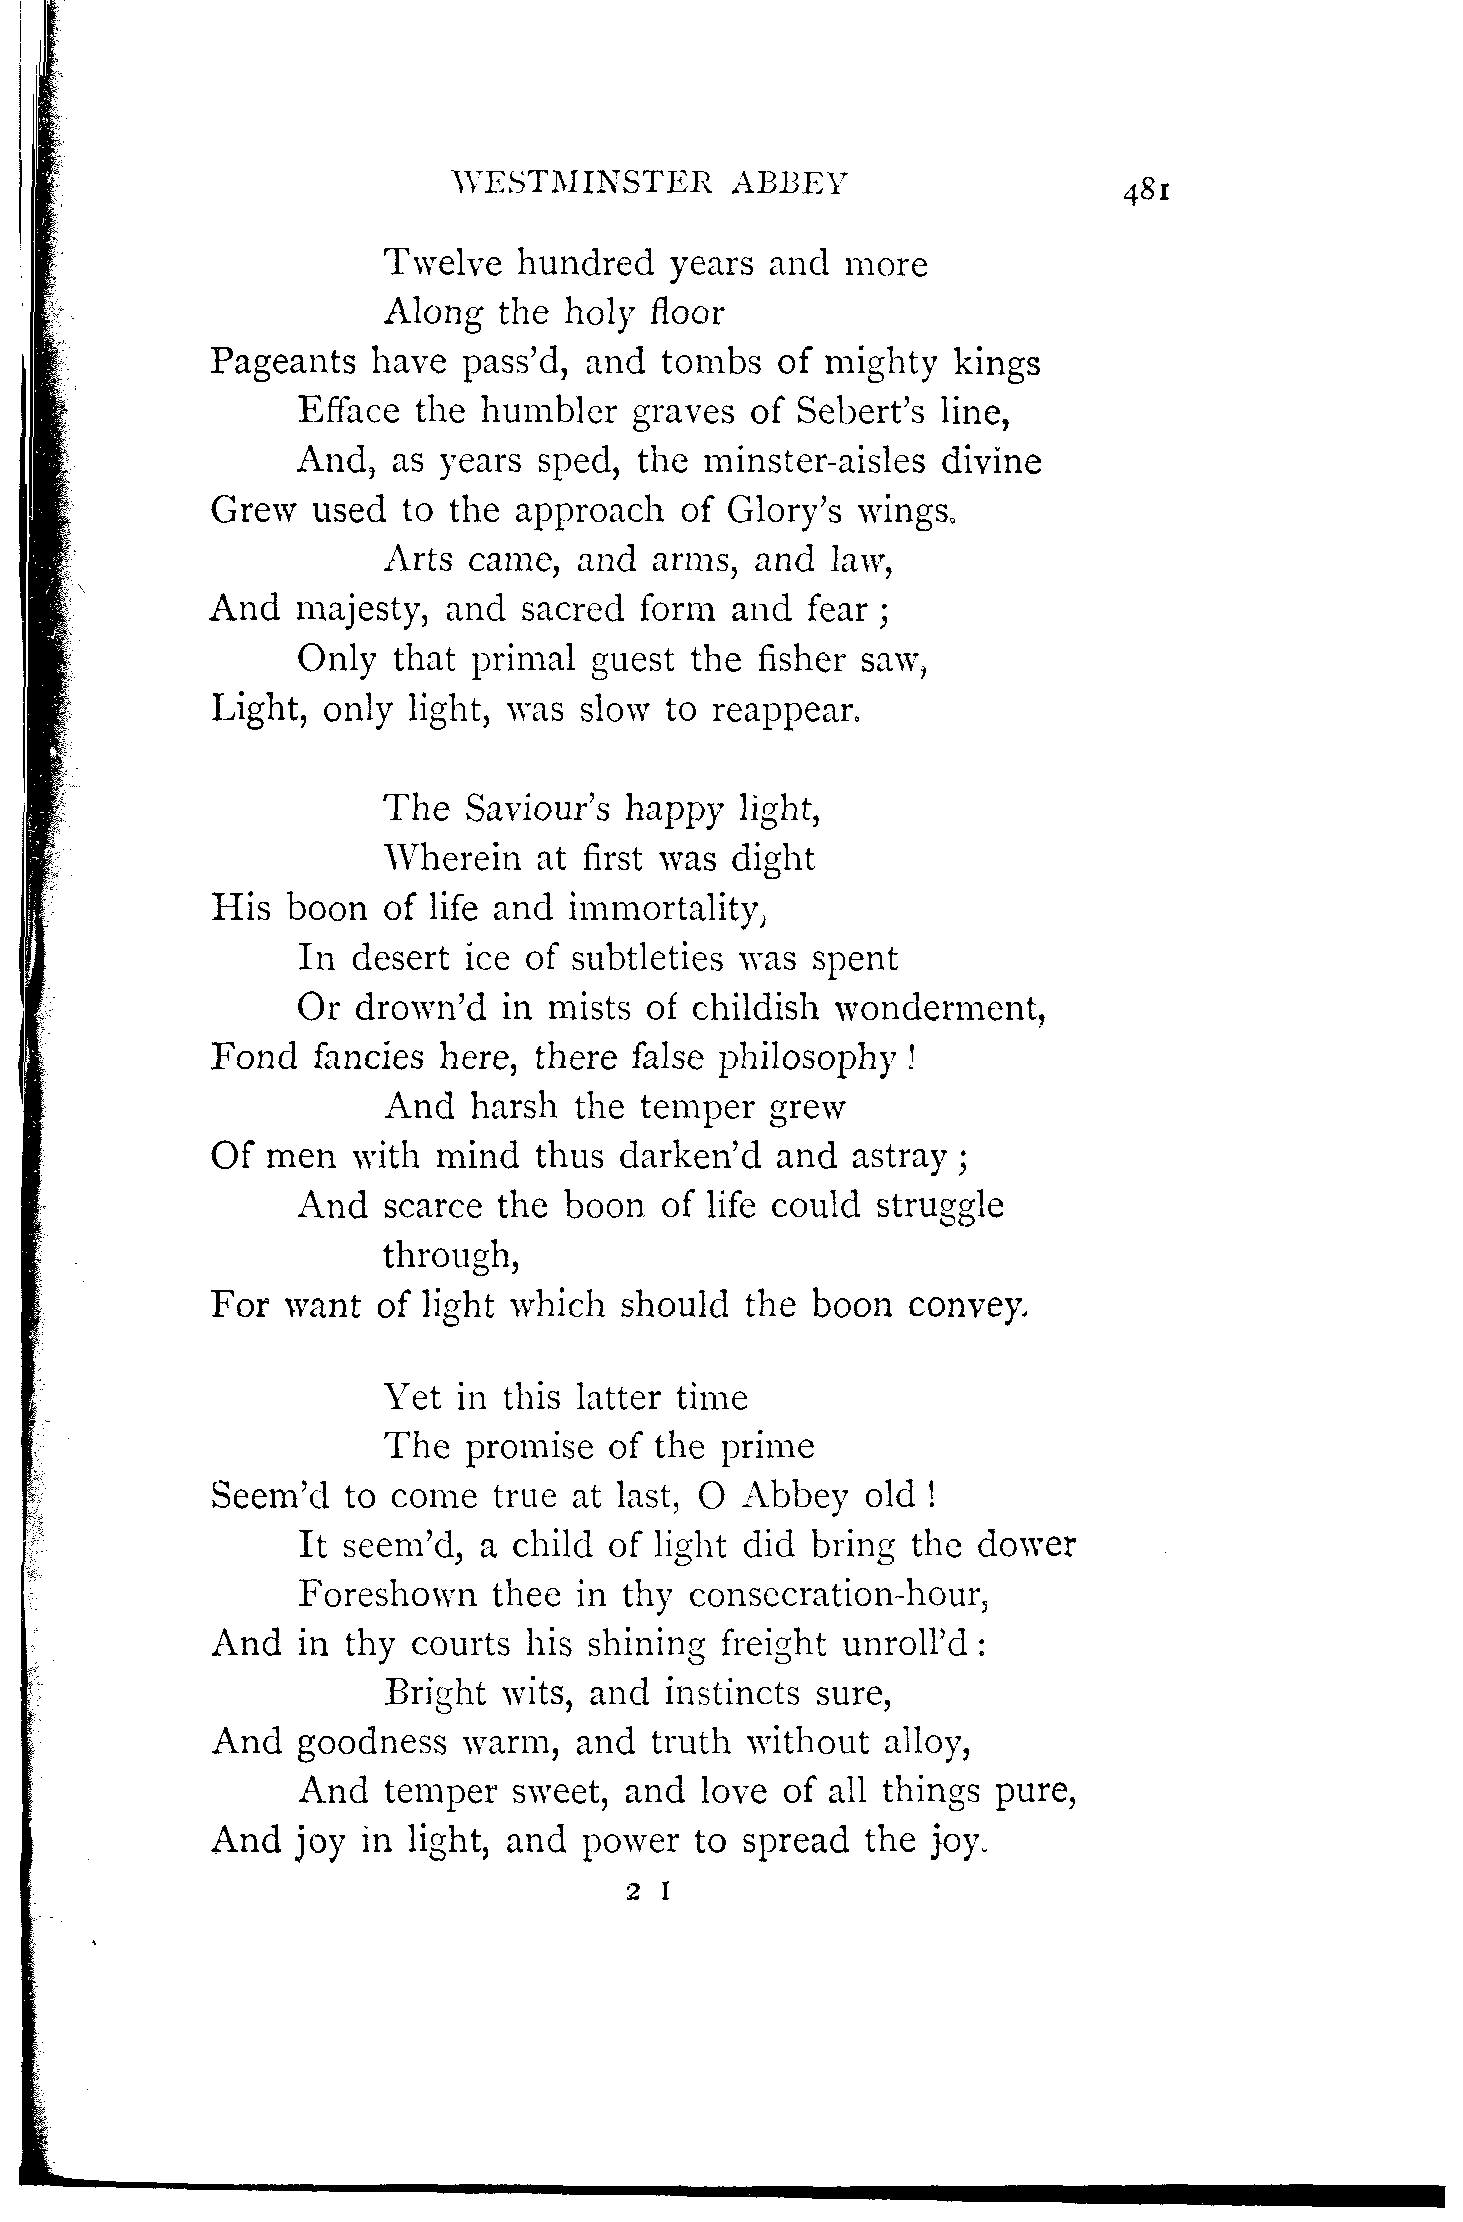 WESTMINSTER ABBEY 481
Twelve hundred years and more
Along the holy floor
Pageants have pass'd, and tombs of mighty kings
Efface the humbler graves of Sebert's line,
And, as years sped, the minster-aisles divine
Grew used to the approach of Glory's wings.
Arts came, and arms, and law,
And majesty, and sacred form and fear ;
Only that primal guest the fisher saw,
Light, only light, was slow to reappear.
The Saviour's happy light,
Wherein at first was dight
His boon of life and immortality,
In desert ice of subtleties was spent
Or drown'd in mists of childish wonderment,
Fond fancies here, there false philosophy !
And harsh the temper grew
Of men with mind thus darken'd and astray ;
And scarce the boon of life could struggle
through,
For want of light which should the boon convey.
Yet in this latter time
The promise of the prime
Seem'd to come true at last, O Abbey old !
It seem'd, a child of light did bring the dower
Foreshown thee in thy consecration-hour,
And in thy courts his shining freight unroll'd :
Bright wits, and instincts sure,
And goodness warm, and truth without alloy,
And temper sweet, and love of all things pure,
And joy in light, and power to spread the joy.
2 I